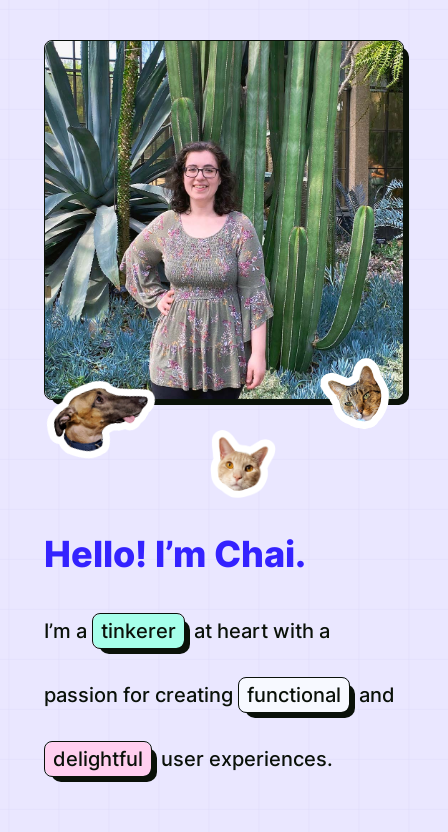 Hello! I’m Chai.
I’m a tinkerer at heart with a
passion for creating functional and
delightful user experiences.